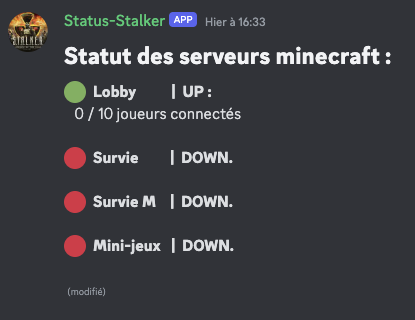 Status-Stalker APP Hier à 16:33
Statut des serveurs minecraft :
Lobby | UP :
0 / 10 joueurs connectés
Survie | DOWN.
Survie M | DOWN.
Mini-jeux | DOWN.
(modifié)